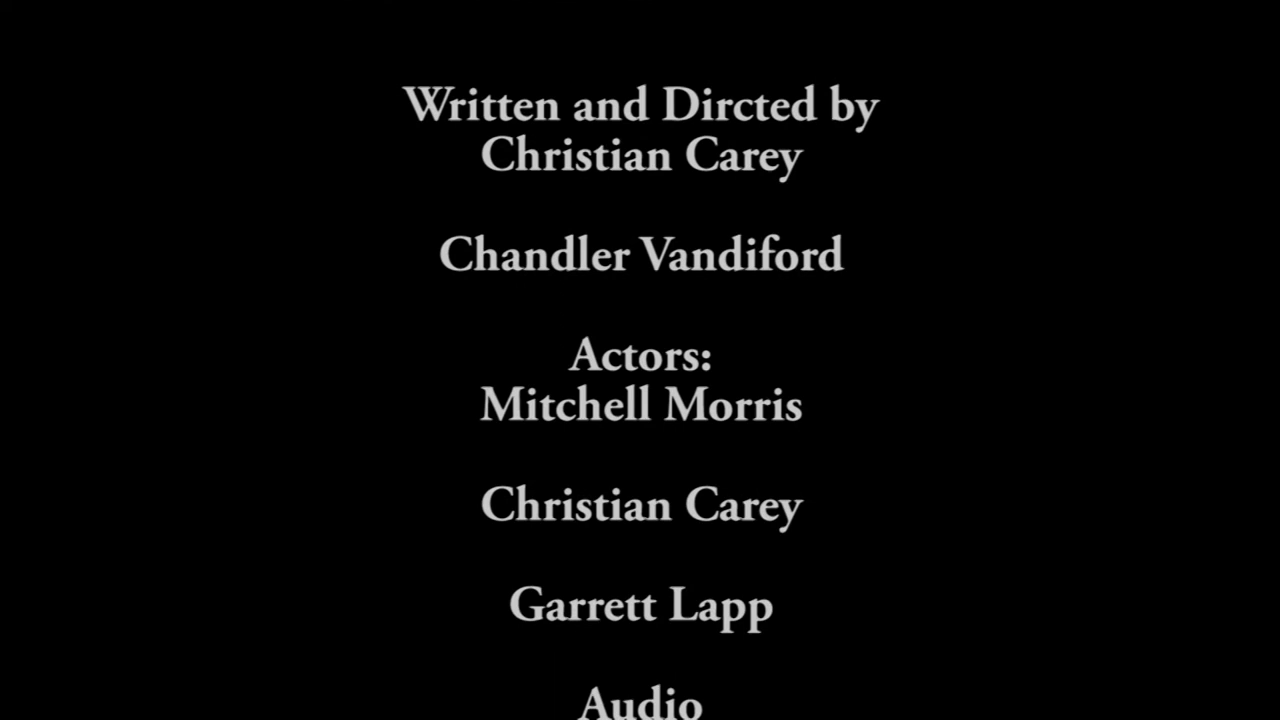 Written and Dircted by
Christian Carey
Chandler Vandiford
Actors:
Mitchell Morris
Christian Carey
Garrett Lapp
Audio